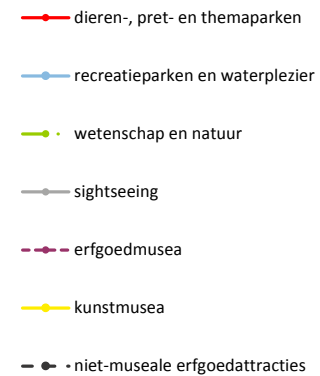 dieren-, pret- en themaparken
recreatieparken en waterplezier
wetenschap en natuur
sightseeing
erfgoedmusea
kunstmusea
niet-museale erfgoedattracties